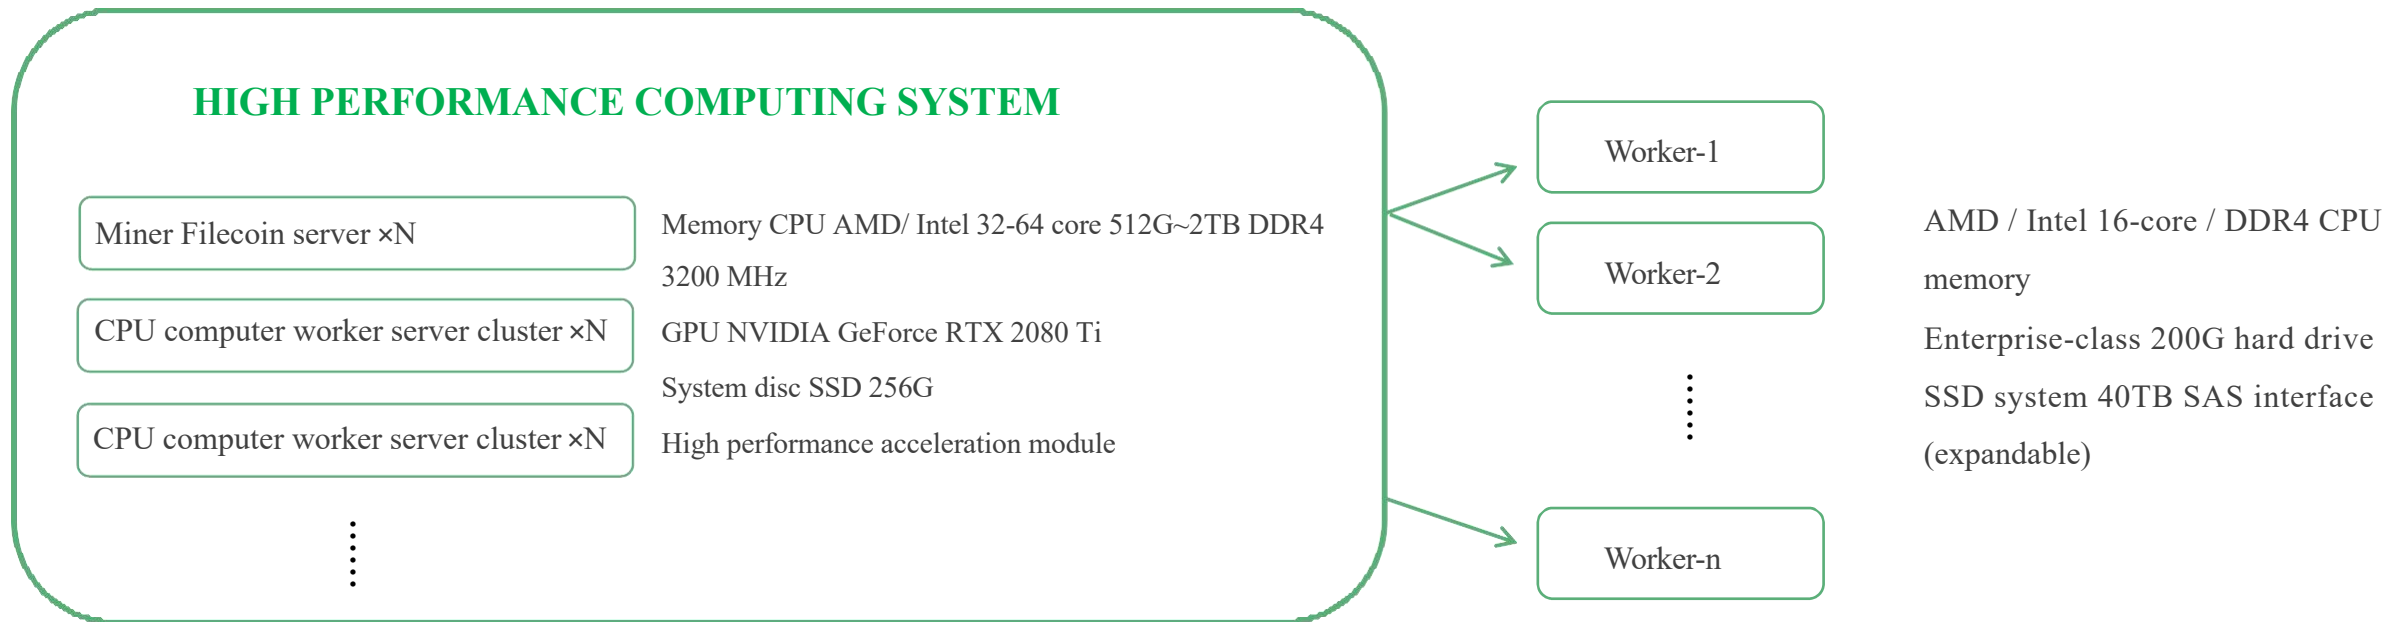 HIGH PERFORMANCE COMPUTING SYSTEM
Miner Filecoin server ×N
CPU computer worker server cluster ×N
CPU computer worker server cluster ×N
Memory CPU AMD/ Intel 32-64 core 512G~2TB DDR4
3200 MHz
GPU NVIDIA GeForce RTX 2080 Ti
System disc SSD 256G
High performance acceleration module
Worker-1
Worker-2
Worker-n
AMD / Intel 16-core / DDR4 CPU
memory
Enterprise-class 200G hard drive
SSD system 40TB SAS interface
(expandable)